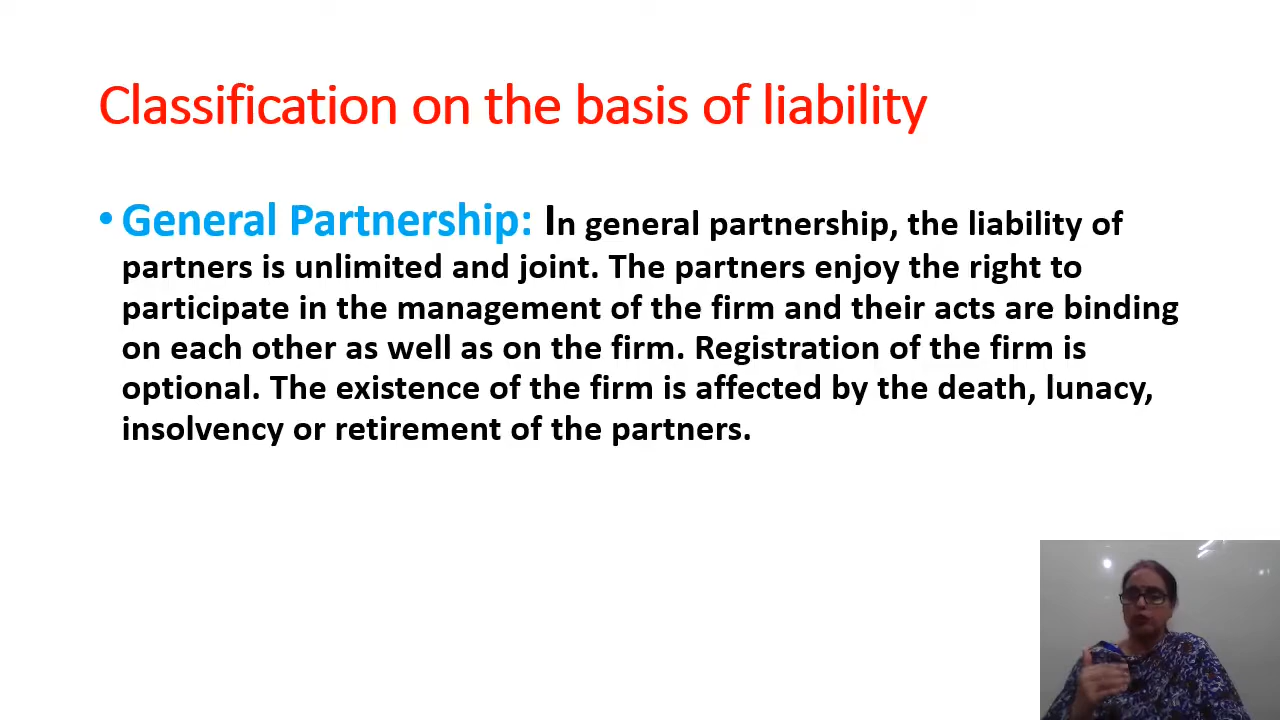 Classification on the basis of liability
• General Partnership: In general partnership, the liability of
partners is unlimited and joint. The partners enjoy the right to
participate in the management of the firm and their acts are binding
on each other as well as on the firm. Registration of the firm is
optional. The existence of the firm is affected by the death, lunacy,
insolvency or retirement of the partners.